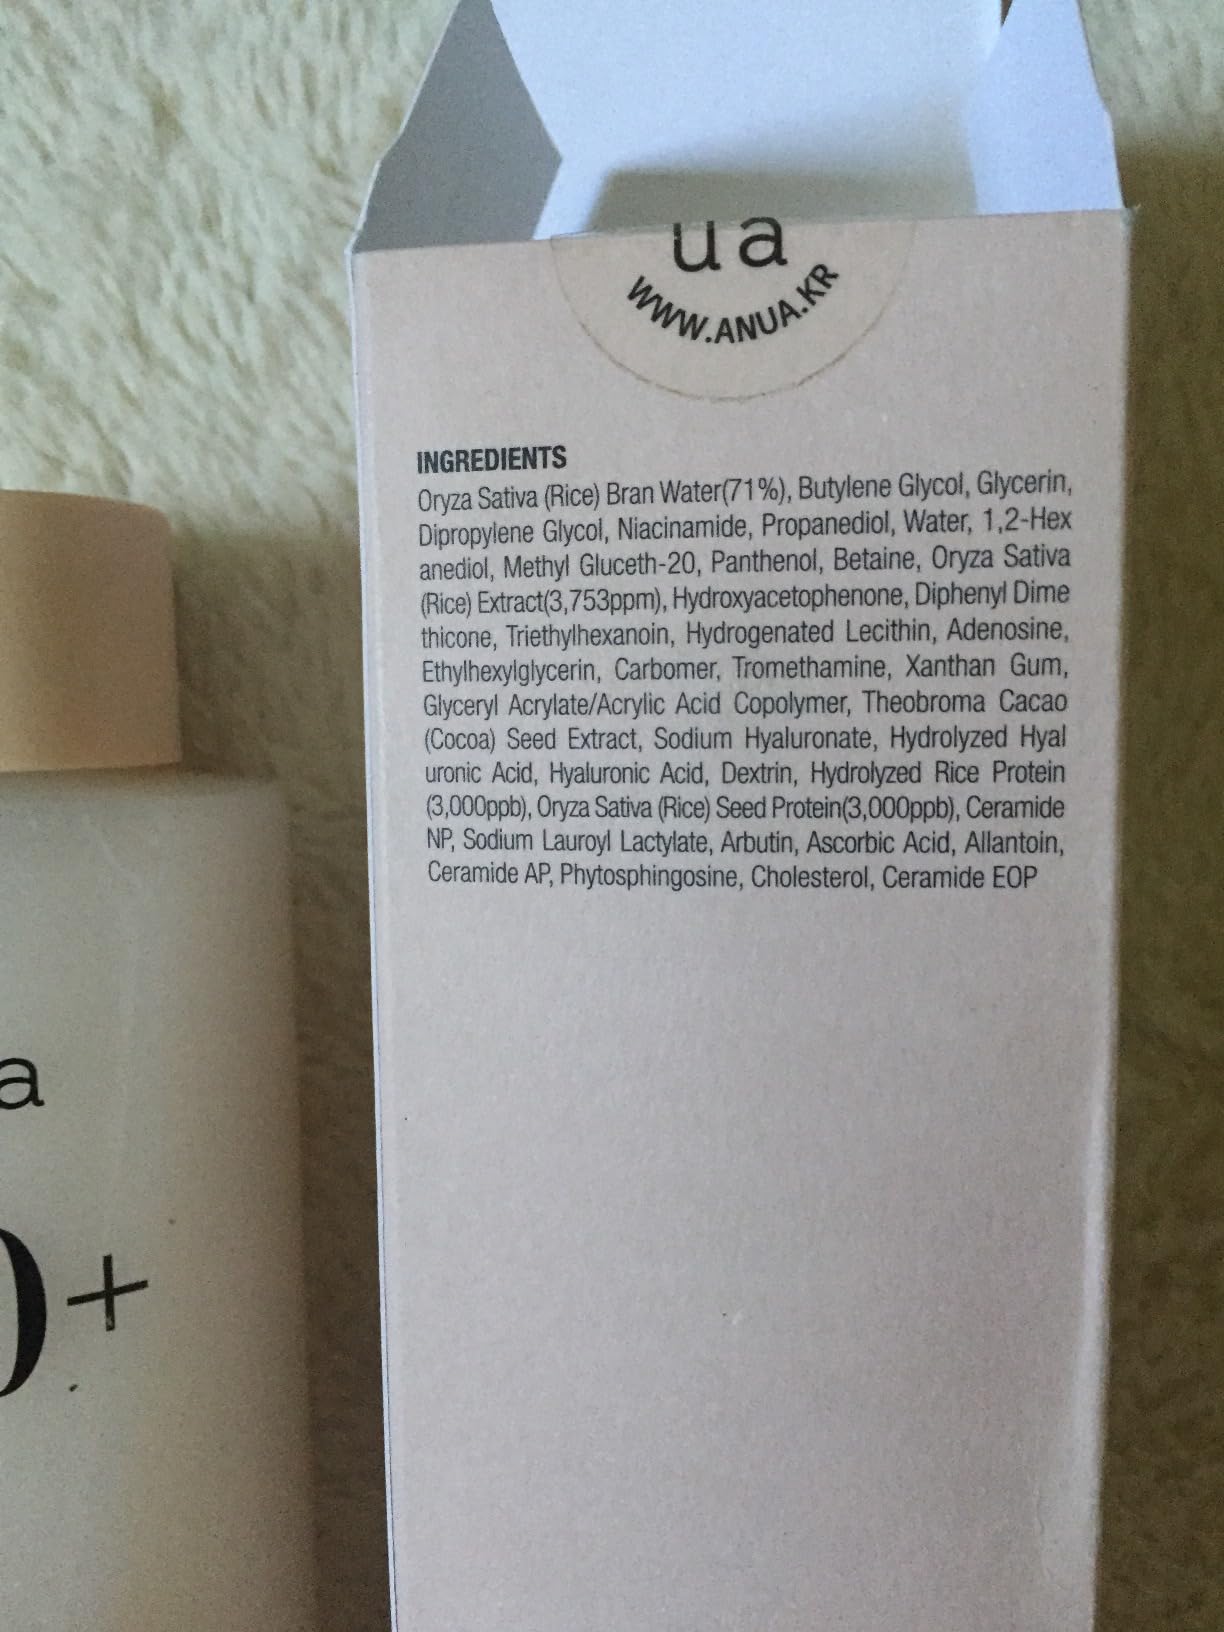 ua
WWW.ANUA.KR
INGREDIENTS
Oryza Sativa (Rice) Bran Water(71%), Butylene Glycol, Glycerin,
Dipropylene Glycol, Niacinamide, Propanediol, Water, 1,2-Hex
anediol, Methyl Gluceth-20, Panthenol, Betaine, Oryza Sativa
(Rice) Extract(3,753ppm), Hydroxyacetophenone, Diphenyl Dime
thicone, Triethylhexanoin, Hydrogenated Lecithin, Adenosine,
Ethylhexylglycerin, Carbomer, Tromethamine, Xanthan Gum,
Glyceryl Acrylate/Acrylic Acid Copolymer, Theobroma Cacao
(Cocoa) Seed Extract, Sodium Hyaluronate, Hydrolyzed Hyal
uronic Acid, Hyaluronic Acid, Dextrin, Hydrolyzed Rice Protein
(3,000ppb), Oryza Sativa (Rice) Seed Protein(3,000ppb), Ceramide
NP, Sodium Lauroyl Lactylate, Arbutin, Ascorbic Acid, Allantoin,
Ceramide AP, Phytosphingosine, Cholesterol, Ceramide EOP
a
+